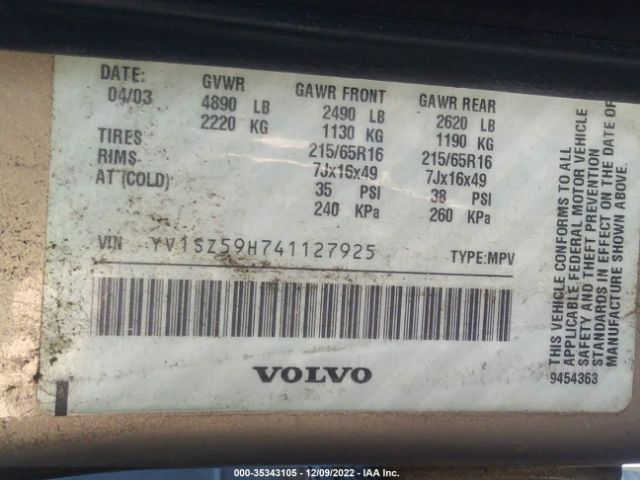 DATE: GVWR GAWR FRONT GAWR REAR
04/03 4890 LB 2490 LB 2620 LB
2220 KG 1130 KG 1190 KG
TIRES 215/65R16 215/65R16
RIMS 7Jx16x49 7Jx16x49
AT (COLD) 35 PSI 38 PSI
240 KPa 260 KPa
VIN YV1SZ59H741127925 TYPE:MPV
VOLVO
THIS VEHICLE CONFORMS TO ALL
APPLICABLE FEDERAL MOTOR VEHICLE
SAFETY AND THEFT PREVENTION
STANDARDS IN EFFECT ON THE DATE OF
MANUFACTURE SHOWN ABOVE.
9454363
000-35343105 - 12/09/2022 - IAA Inc.